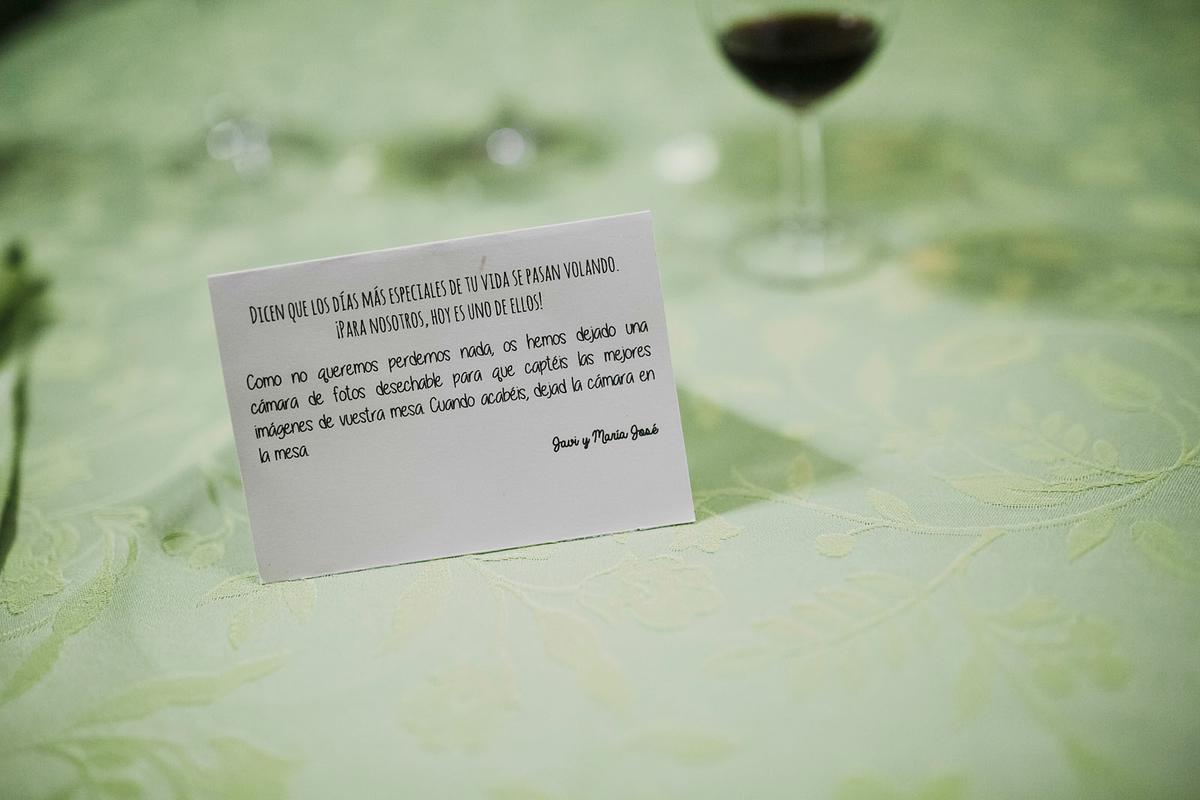 DICEN QUE LOS DÍAS MÁS ESPECIALES DE TU VIDA SE PASAN VOLANDO.
¡PARA NOSOTROS, HOY ES UNO DE ELLOS!
Como no queremos perdernos nada, os hemos dejado una
cámara de fotos desechable para que captéis las mejores
imágenes de vuestra mesa. Cuando acabéis, dejad la cámara en
la mesa.
Javi y María José